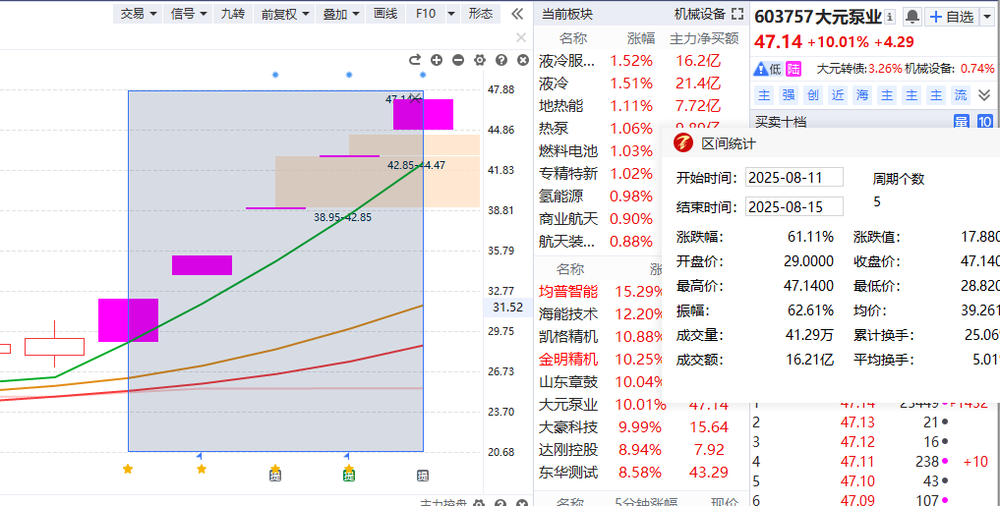 交易 信号 九转 前复权 叠加 画线 F10 形态
47.14
42.85-44.47
38.95-42.85
47.88
44.86
41.83
38.81
35.79
32.77
31.52
29.75
26.73
23.70
20.68
提 提 提
主力控盘
当前板块 机械设备
名称 涨幅 主力净买额
液冷服... 1.52% 16.2亿
液冷 1.51% 21.4亿
地热能 1.11% 7.72亿
热泵 1.06% 9.89亿
燃料电池 1.03%
专精特新 1.02%
氢能源 0.98%
商业航天 0.90%
航天装... 0.88%
名称 涨
均普智能 15.29%
海能技术 12.20%
凯格精机 10.88%
金明精机 10.25%
山东章鼓 10.04%
大元泵业 10.01% 47.14
大豪科技 9.99% 15.64
达刚控股 8.94% 7.92
东华测试 8.58% 43.29
名称 5分钟涨幅 现价
603757 大元泵业 自选
47.14 +10.01% +4.29
低 陆 大元转债:3.26% 机械设备: 0.74%
主 强 创 近 海 主 主 主 流
买卖十档 量 10
区间统计
开始时间: 2025-08-11 周期个数
结束时间: 2025-08-15 5
涨跌幅: 61.11% 涨跌值: 17.880
开盘价: 29.0000 收盘价: 47.140
最高价: 47.1400 最低价: 28.820
振幅: 62.61% 均价: 39.261
成交量: 41.29万 累计换手: 25.06
成交额: 16.21亿 平均换手: 5.01
1 47.14 23449 +1432
2 47.13 21
3 47.12 16
4 47.11 238 +10
5 47.10 43
6 47.09 107